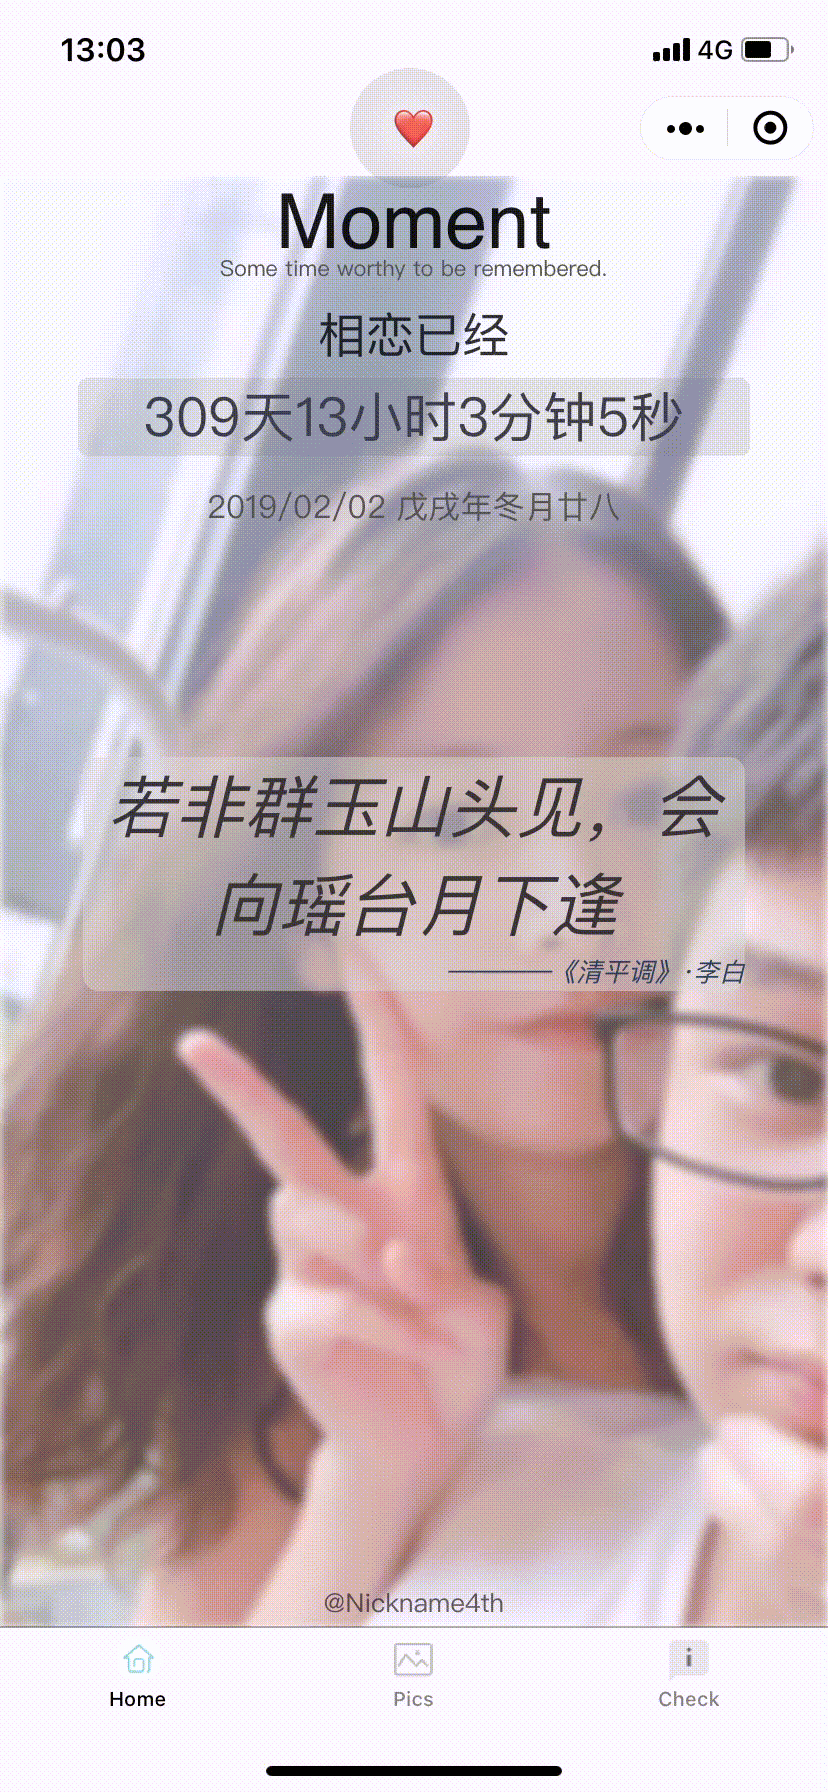 13:03
4G
Moment
Some time worthy to be remembered.
相恋已经
309天13小时3分钟5秒
2019/02/02 戊戌年冬月廿八
若非群玉山头见，会
向瑶台月下逢
————《清平调》·李白
@Nickname4th
Home
Pics
Check